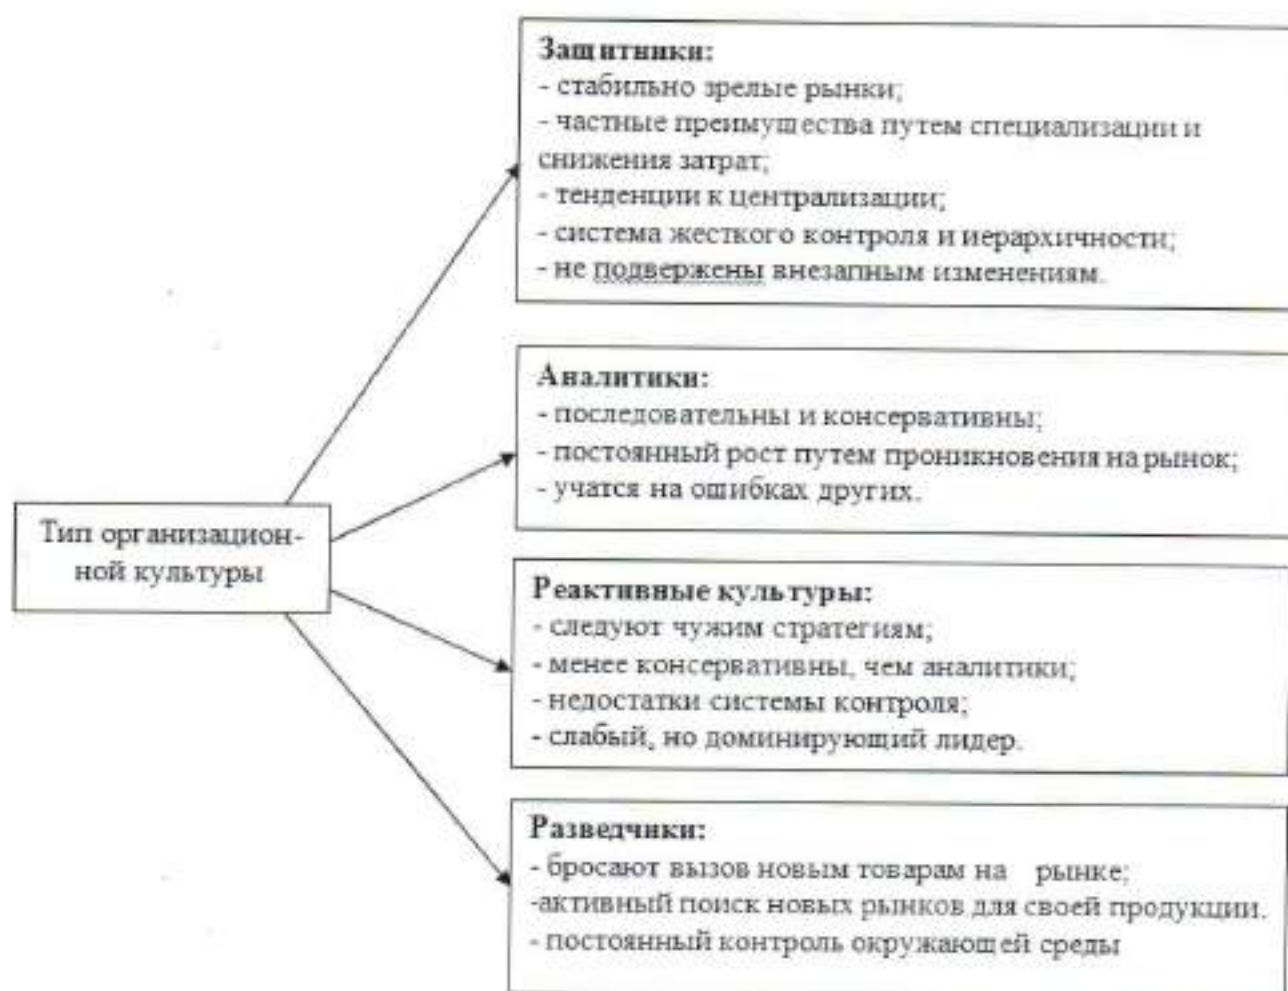 Защитники:
- стабильно зрелые рынки;
- частные преимущества путем специализации и
снижения затрат;
- тенденции к централизации;
- система жесткого контроля и иерархичности;
- не подвержены внезапным изменениям.
Аналитики:
- последовательны и консервативны;
- постоянный рост путем проникновения на рынок;
- учатся на ошибках других.
Тип организацион-
ной культуры
Реактивные культуры:
- следуют чужим стратегиям;
- менее консервативны, чем аналитики;
- недостатки системы контроля;
- слабый, но доминирующий лидер.
Разведчики:
- бросают вызов новым товарам на рынке;
-активный поиск новых рынков для своей продукции.
- постоянный контроль окружающей среды